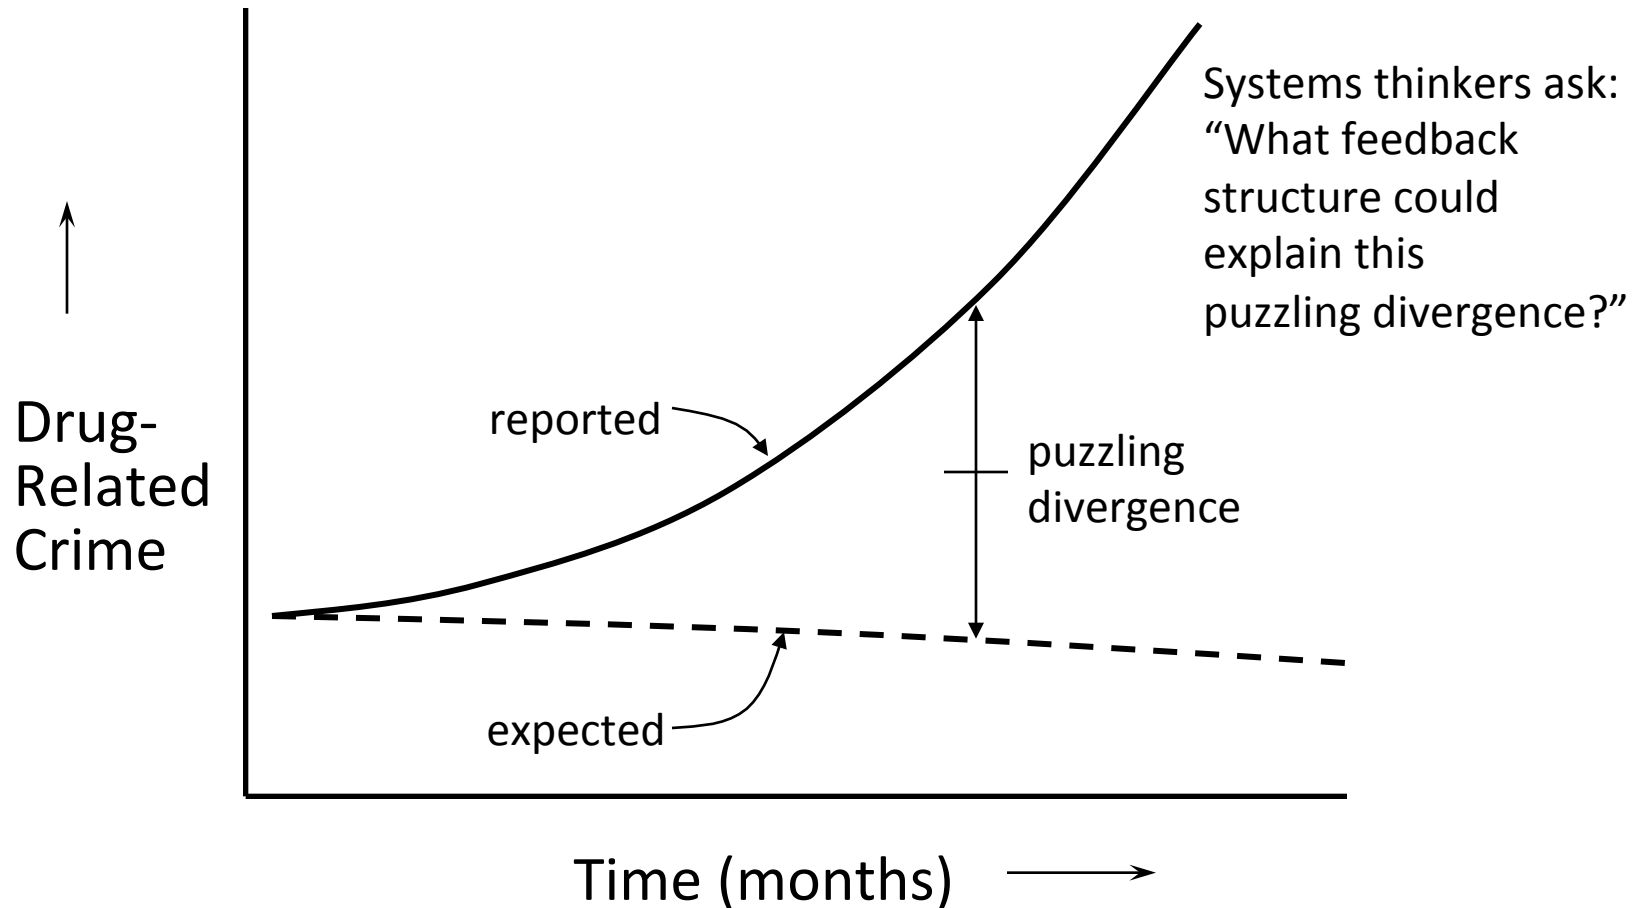 Systems thinkers ask:
“What feedback
structure could
explain this
puzzling divergence?”
Drug-
Related
Crime
reported
puzzling
divergence
expected
Time (months)